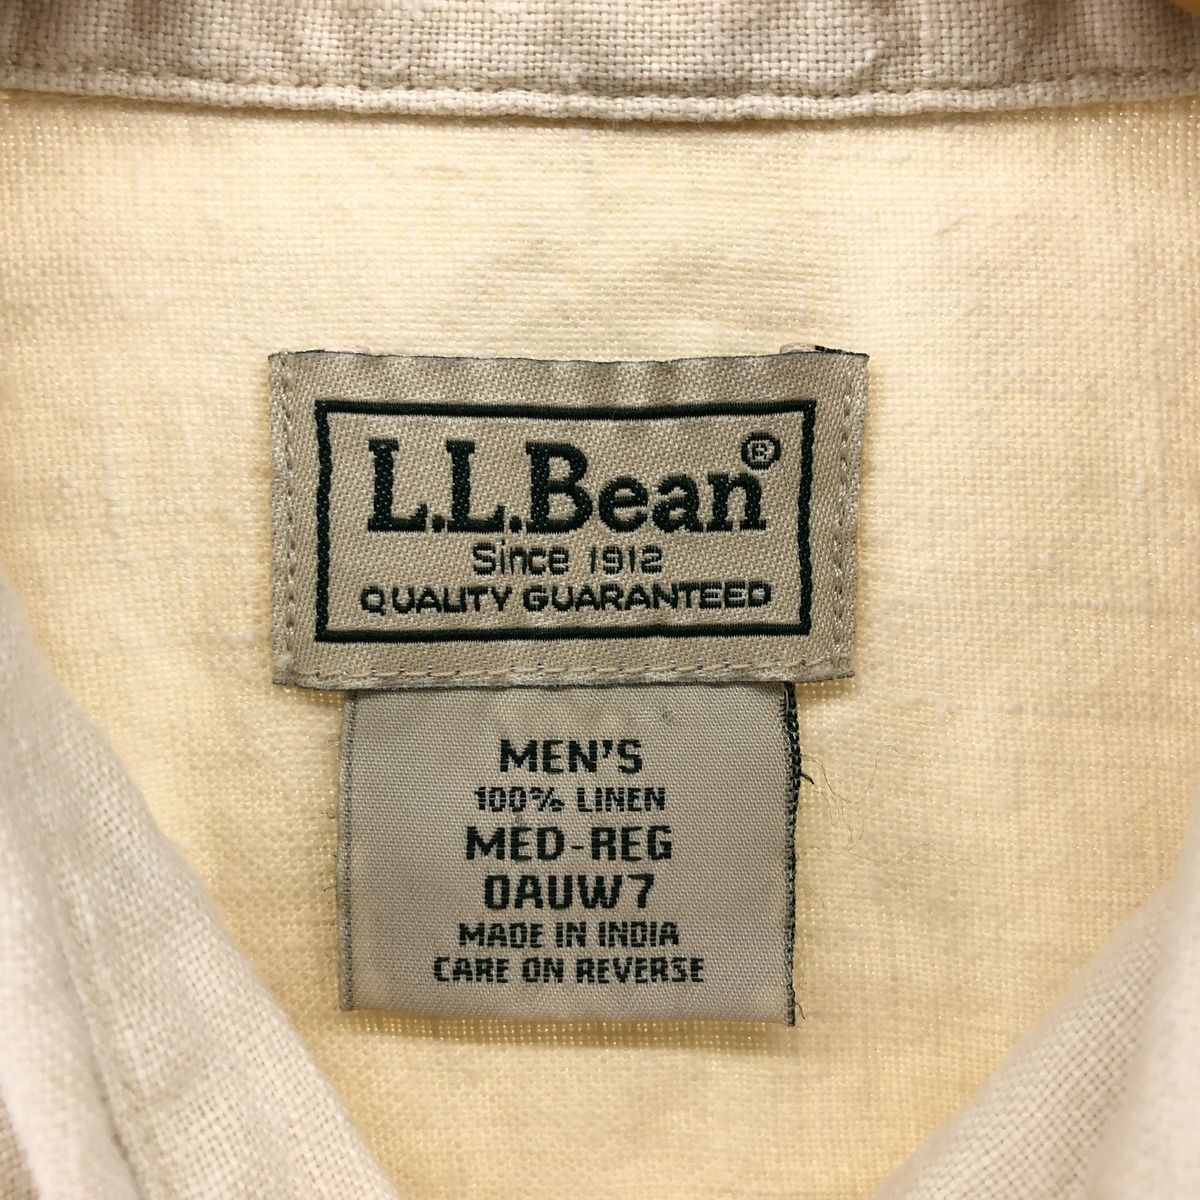 L.L.Bean®
Since 1912
QUALITY GUARANTEED
MEN'S
100% LINEN
MED-REG
0AUW7
MADE IN INDIA
CARE ON REVERSE